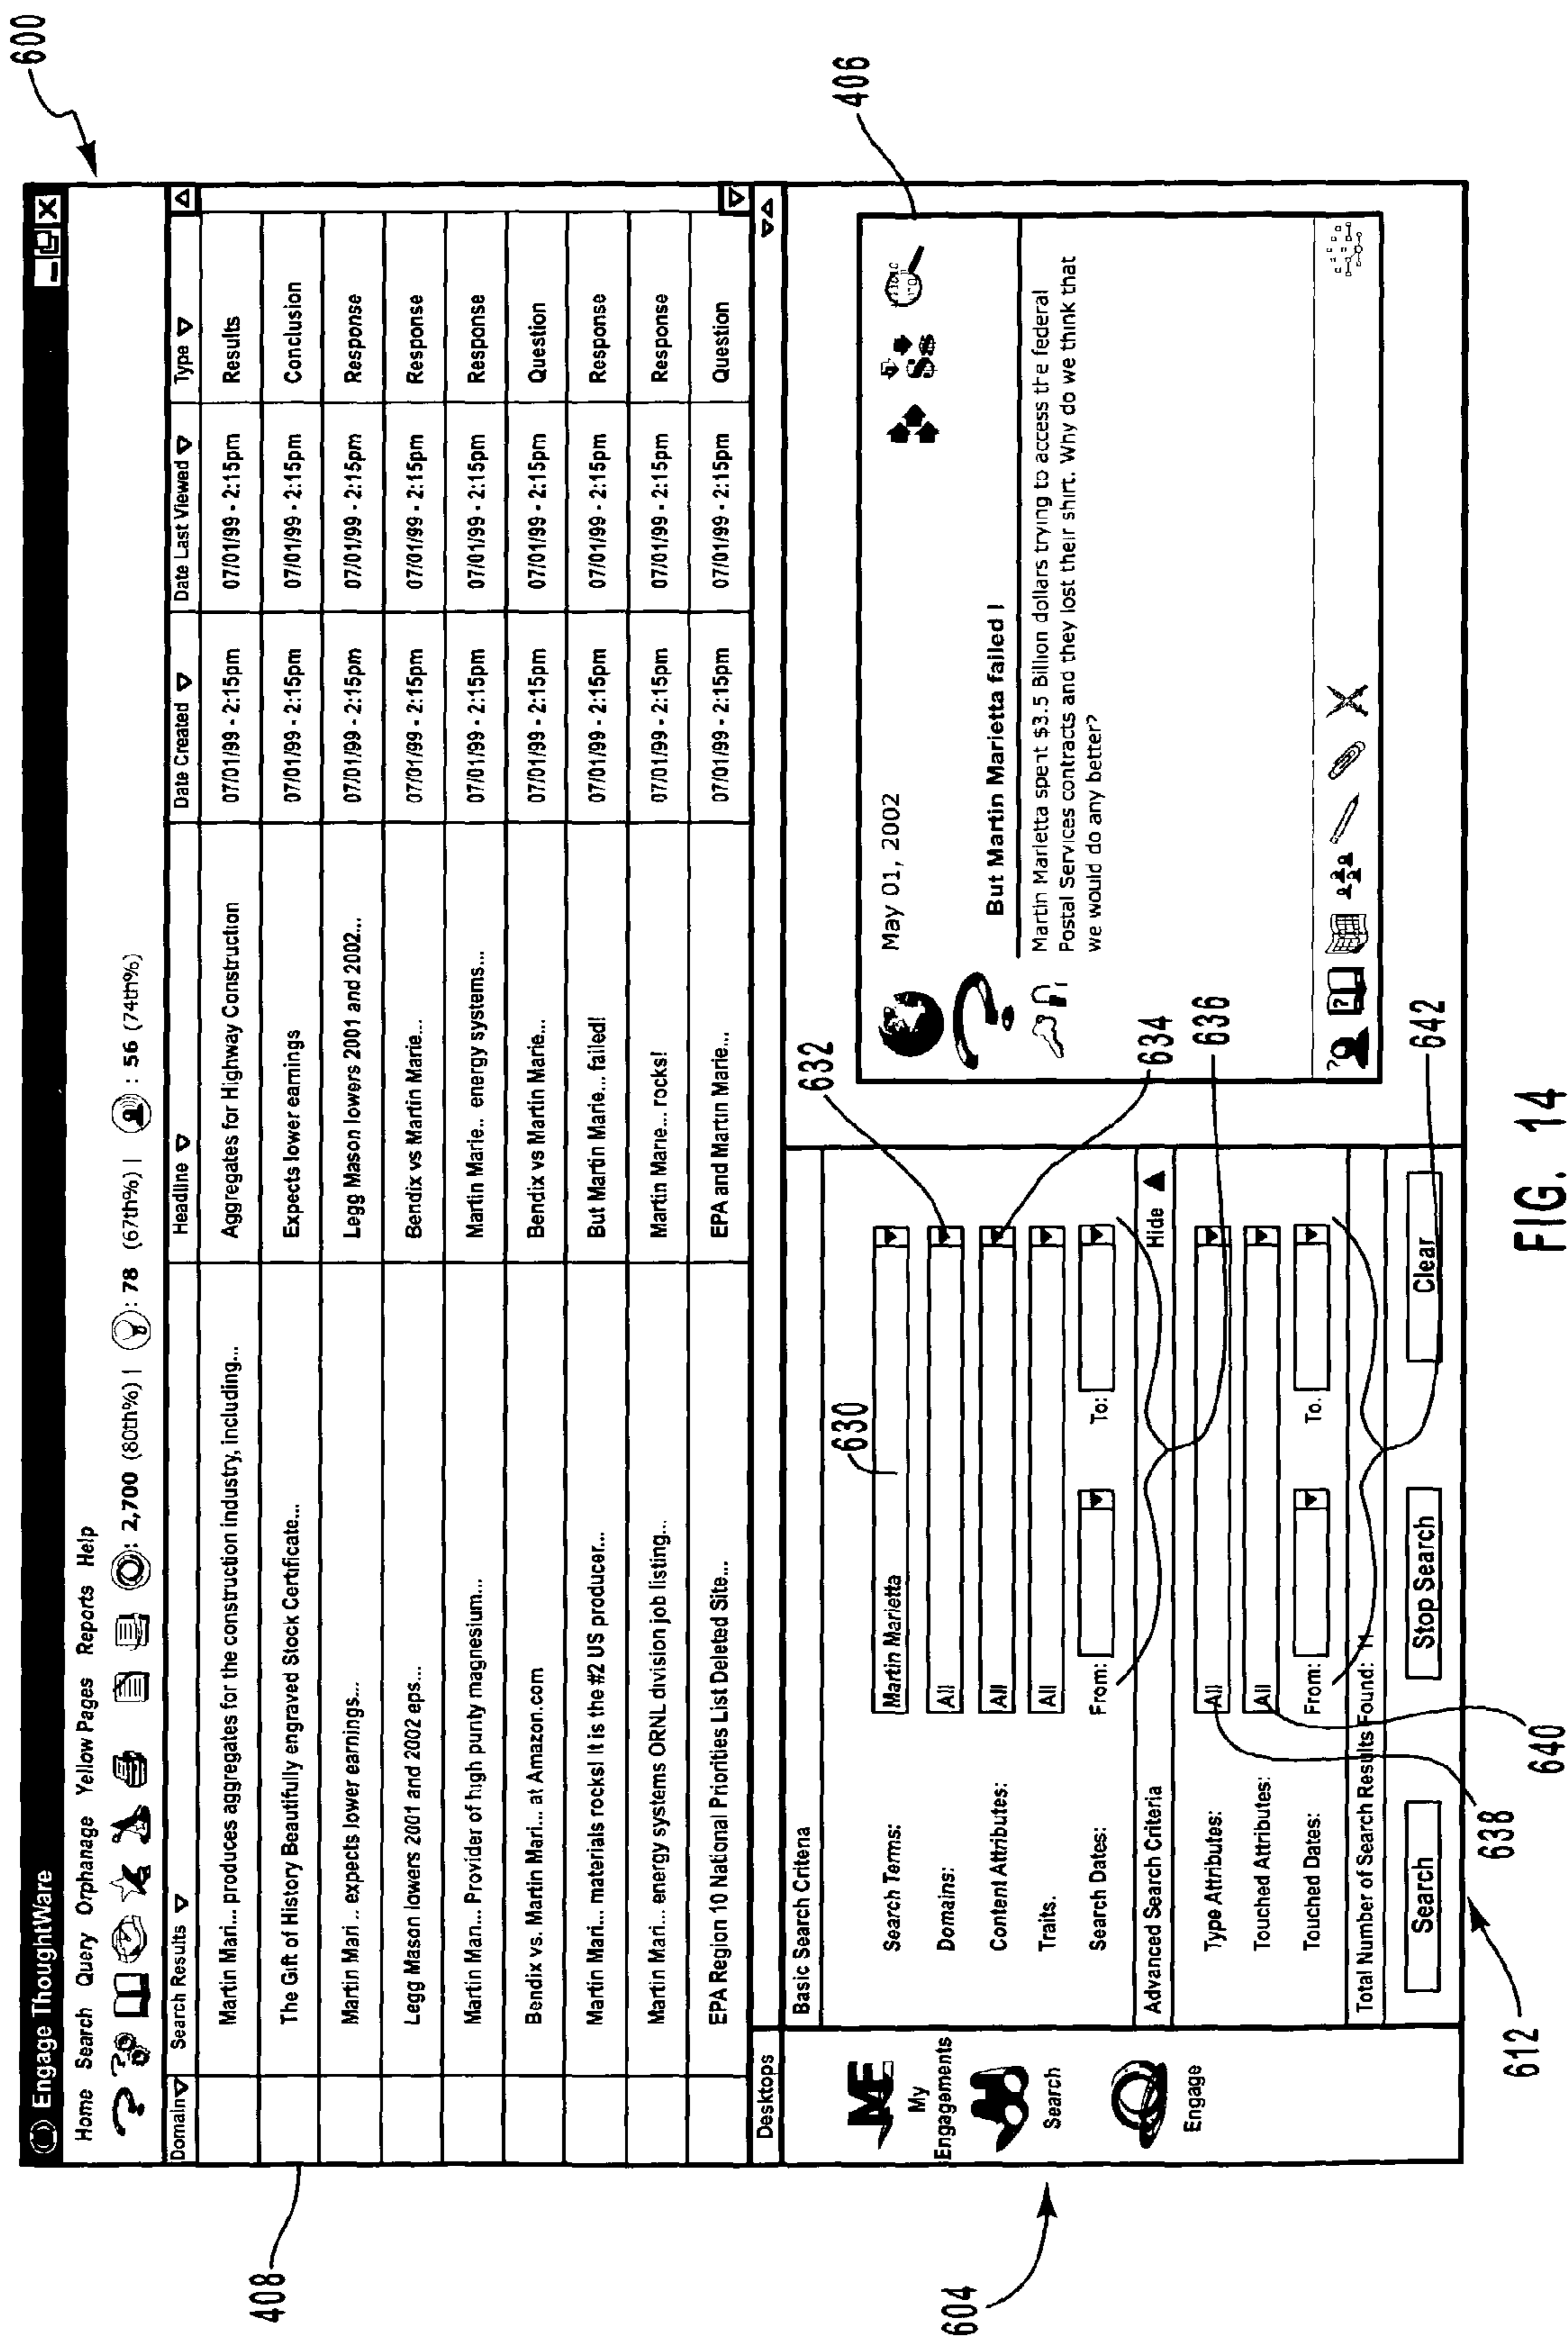 600
Engage ThoughtWare
Home Search Query Orphanage Yellow Pages Reports Help
: 2,700 (80th%) | : 78 (67th%) | : 56 (74th%)
Domain Search Results Headline Date Created Date Last Viewed Type
Martin Mari... produces aggregates for the construction industry, including... Aggregates for Highway Construction 07/01/99 - 2:15pm 07/01/99 - 2:15pm Results
The Gift of History Beautifully engraved Stock Certificate... Expects lower earnings 07/01/99 - 2:15pm 07/01/99 - 2:15pm Conclusion
Martin Mari .. expects lower earnings... Legg Mason lowers 2001 and 2002... 07/01/99 - 2:15pm 07/01/99 - 2:15pm Response
Legg Mason lowers 2001 and 2002 eps... Bendix vs Martin Marie... 07/01/99 - 2:15pm 07/01/99 - 2:15pm Response
Martin Mari... Provider of high purity magnesium... Martin Marie.. energy systems... 07/01/99 - 2:15pm 07/01/99 - 2:15pm Response
Bendix vs. Martin Mari... at Amazon.com Bendix vs Martin Marie... 07/01/99 - 2:15pm 07/01/99 - 2:15pm Question
Martin Mari... materials rocks! It is the #2 US producer... But Martin Marie... failed! 07/01/99 - 2:15pm 07/01/99 - 2:15pm Response
Martin Mari... energy systems ORNL division job listing... Martin Marie... rocks! 07/01/99 - 2:15pm 07/01/99 - 2:15pm Response
EPA Region 10 National Priorities List Deleted Site... EPA and Martin Marie... 07/01/99 - 2:15pm 07/01/99 - 2:15pm Question
408
Desktops
ME
My
Engagements
Search
Engage
604
Basic Search Criteria
Search Terms: Martin Marietta
Domains: All
Content Attributes: All
Traits. All
Search Dates: From: To:
Advanced Search Criteria Hide
Type Attributes: All
Touched Attributes: All
Touched Dates: From: To.
Total Number of Search Results Found: 11
Search Stop Search Clear
630
632
634
636
638
640
642
612
May 01, 2002
But Martin Marietta failed !
Martin Marietta spent $3.5 Billion dollars trying to access the federal
Postal Services contracts and they lost their shirt. Why do we think that
we would do any better?
406
FIG. 14